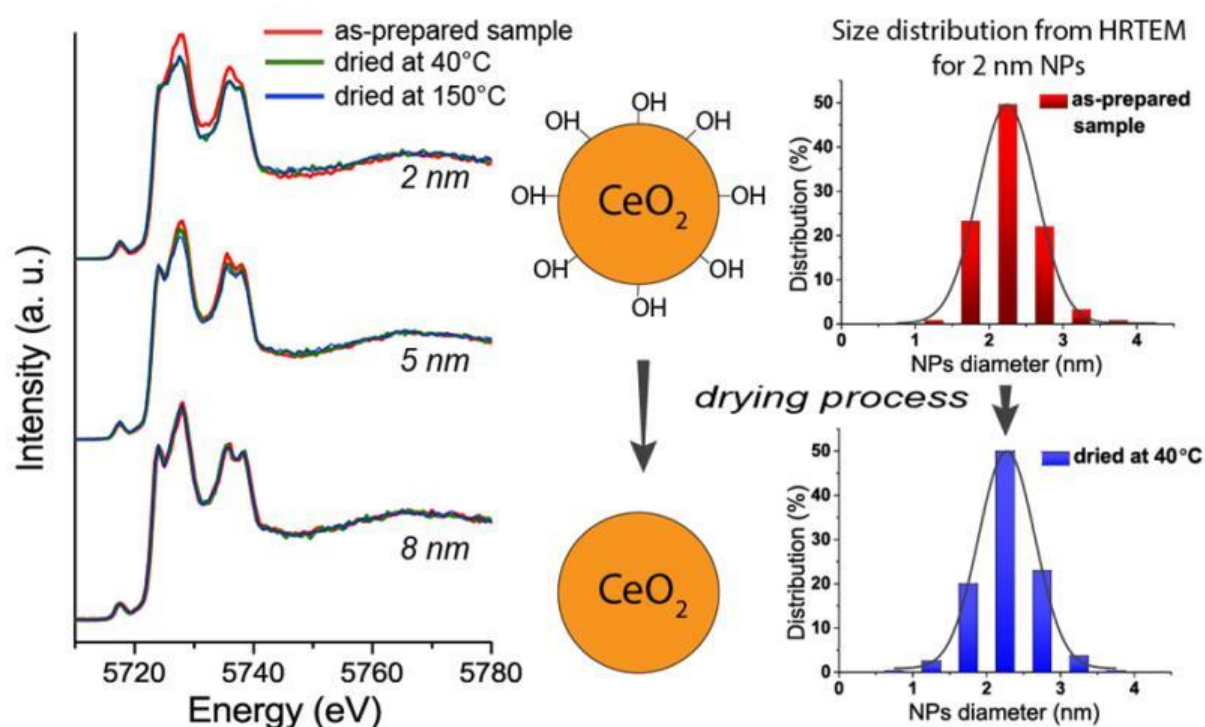 as-prepared sample
dried at 40°C
dried at 150°C
2 nm
5 nm
8 nm
Intensity (a. u.)
5720 5740 5760 5780
Energy (eV)
OH
OH OH
OH OH
CeO2
OH OH
OH
drying process
CeO2
Size distribution from HRTEM
for 2 nm NPs
as-prepared
sample
Distribution (%)
50
40
30
20
10
0
0 1 2 3 4
NPs diameter (nm)
dried at 40°C
Distribution (%)
50
40
30
20
10
0
0 1 2 3 4
NPs diameter (nm)